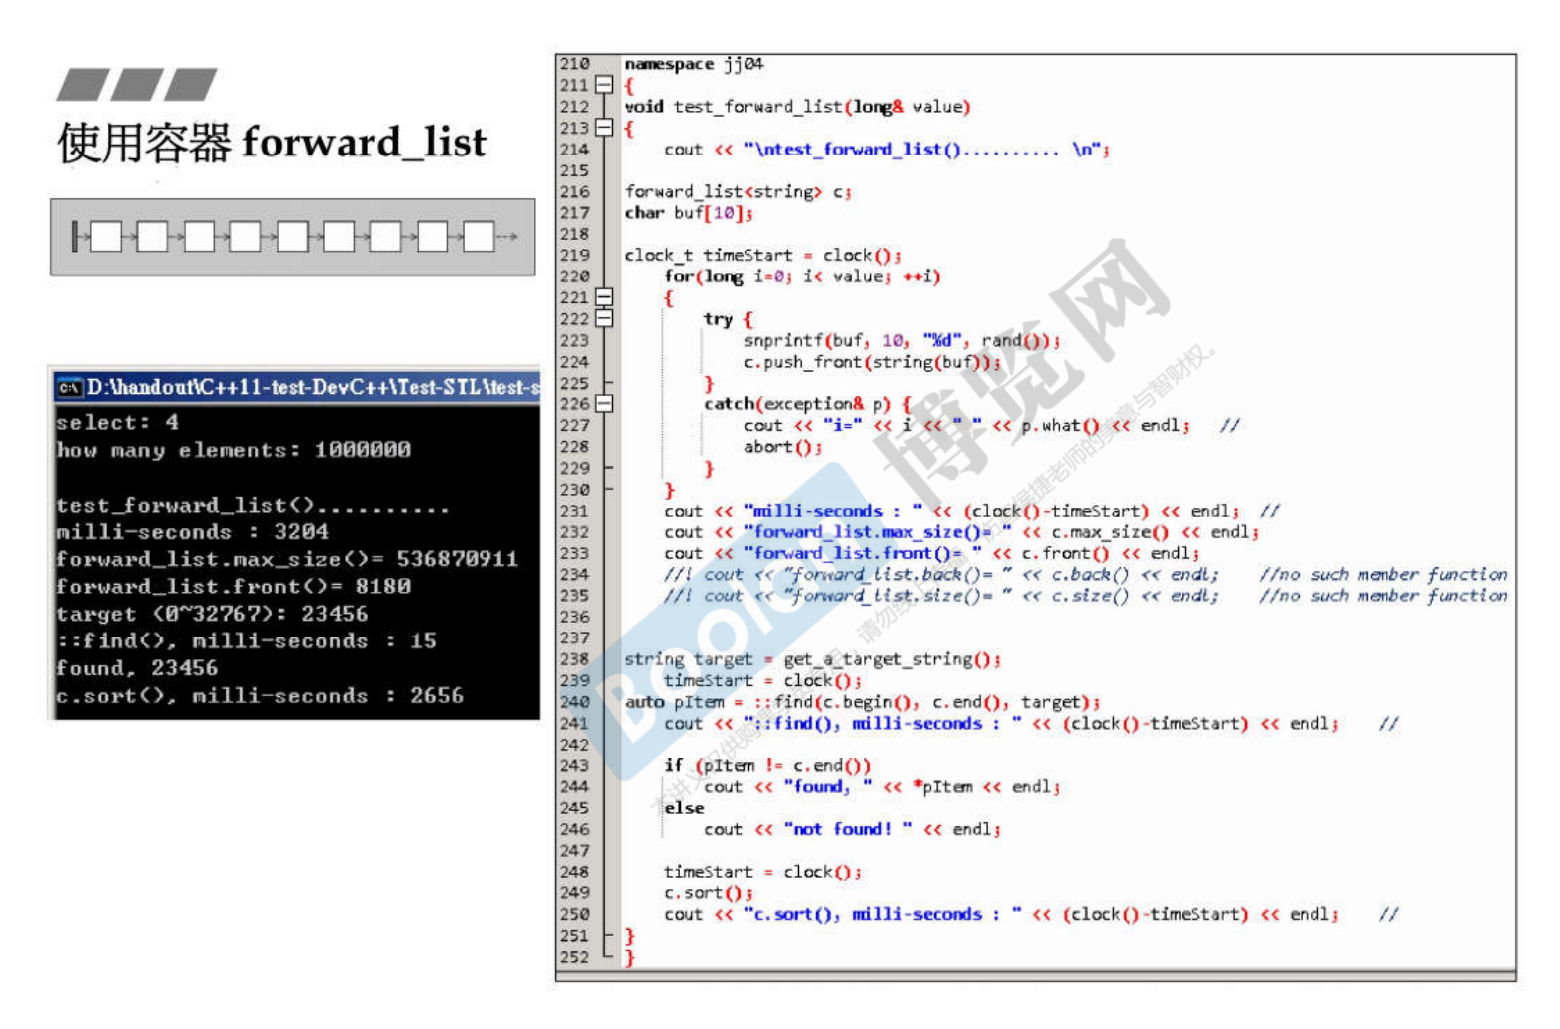 使用容器 forward_list
D:\handout\C++11-test-DevC++\Test-STL\test-s
select: 4
how many elements: 1000000
test_forward_list()..........
milli-seconds : 3204
forward_list.max_size()= 536870911
forward_list.front()= 8180
target (0~32767): 23456
::find(), milli-seconds : 15
found, 23456
c.sort(), milli-seconds : 2656
210 namespace jj04
211 {
212 void test_forward_list(long& value)
213 {
214 cout << "\ntest_forward_list().......... \n";
215
216 forward_list<string> c;
217 char buf[10];
218
219 clock_t timeStart = clock();
220 for(long i=0; i< value; ++i)
221 {
222 try {
223 snprintf(buf, 10, "%d", rand());
224 c.push_front(string(buf));
225 }
226 catch(exception& p) {
227 cout << "i=" << i << " " << p.what() << endl; //
228 abort();
229 }
230 }
231 cout << "milli-seconds : " << (clock()-timeStart) << endl; //
232 cout << "forward_list.max_size()= " << c.max_size() << endl;
233 cout << "forward_list.front()= " << c.front() << endl;
234 //! cout << "forward_list.back()= " << c.back() << endl; //no such member function
235 //! cout << "forward_list.size()= " << c.size() << endl; //no such member function
236
237
238 string target = get_a_target_string();
239 timeStart = clock();
240 auto pItem = ::find(c.begin(), c.end(), target);
241 cout << "::find(), milli-seconds : " << (clock()-timeStart) << endl; //
242
243 if (pItem != c.end())
244 cout << "found, " << *pItem << endl;
245 else
246 cout << "not found! " << endl;
247
248 timeStart = clock();
249 c.sort();
250 cout << "c.sort(), milli-seconds : " << (clock()-timeStart) << endl; //
251 }
252 }
Boolan 博览网